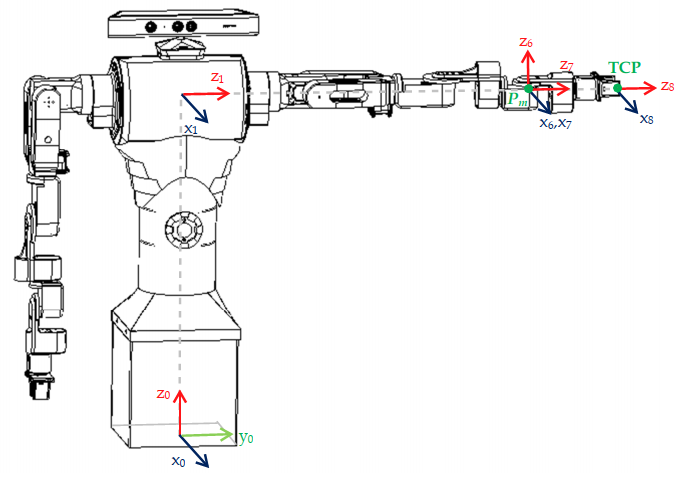 z₆
z₇
TCP
z₁
z₈
Pₘ
x₁
x₆,x₇
x₈
z₀
y₀
x₀